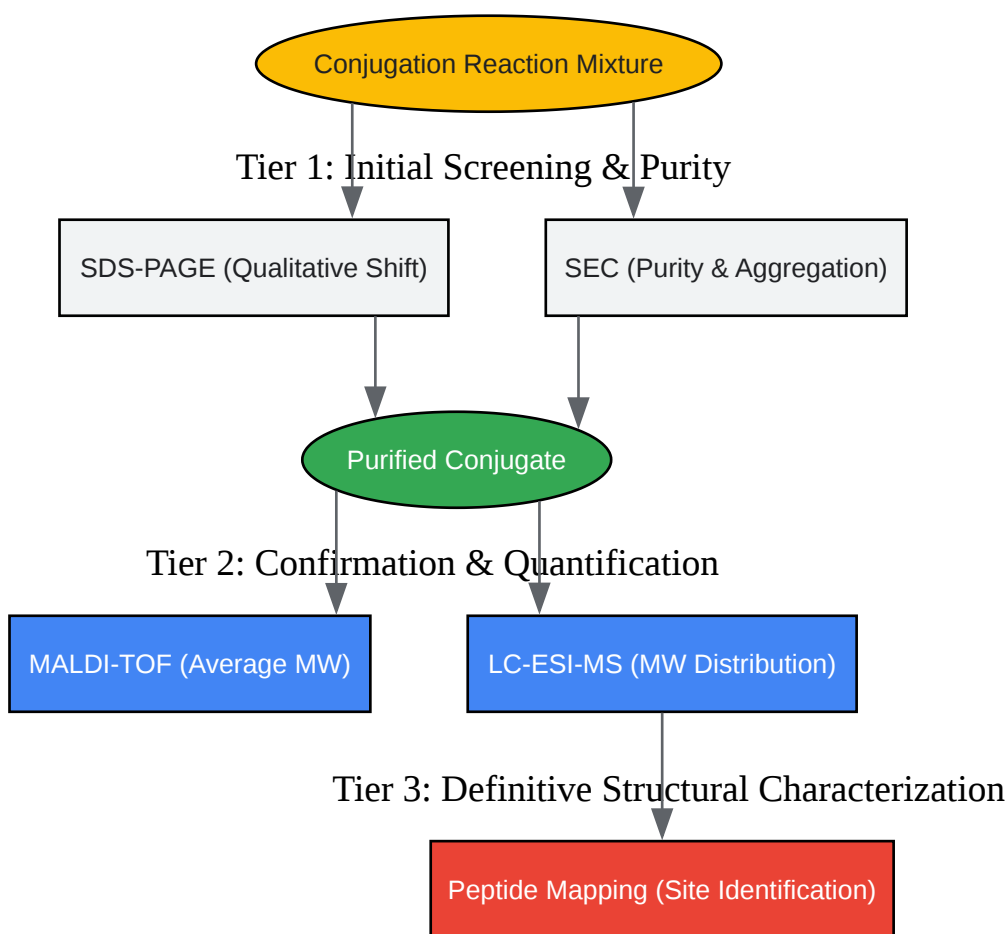 Conjugation Reaction Mixture
Tier 1: Initial Screening & Purity
SDS-PAGE (Qualitative Shift)
SEC (Purity & Aggregation)
Purified Conjugate
Tier 2: Confirmation & Quantification
MALDI-TOF (Average MW)
LC-ESI-MS (MW Distribution)
Tier 3: Definitive Structural Characterization
Peptide Mapping (Site Identification)